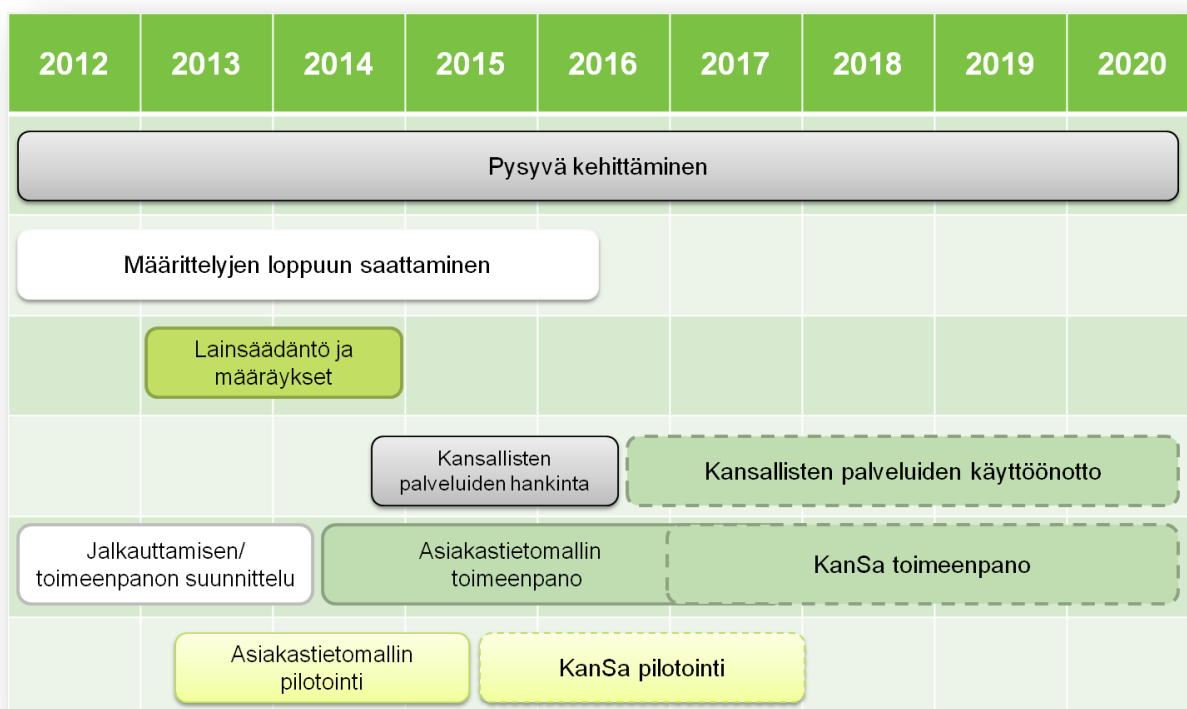 2012 2013 2014 2015 2016 2017 2018 2019 2020
Pysyvä kehittäminen
Määrittelyjen loppuun saattaminen
Lainsäädäntö ja
määräykset
Kansallisten
palveluiden hankinta
Kansallisten palveluiden käyttöönotto
Jalkauttamisen/
toimeenpanon suunnittelu
Asiakastietomallin
toimeenpano
KanSa toimeenpano
Asiakastietomallin
pilotointi
KanSa pilotointi